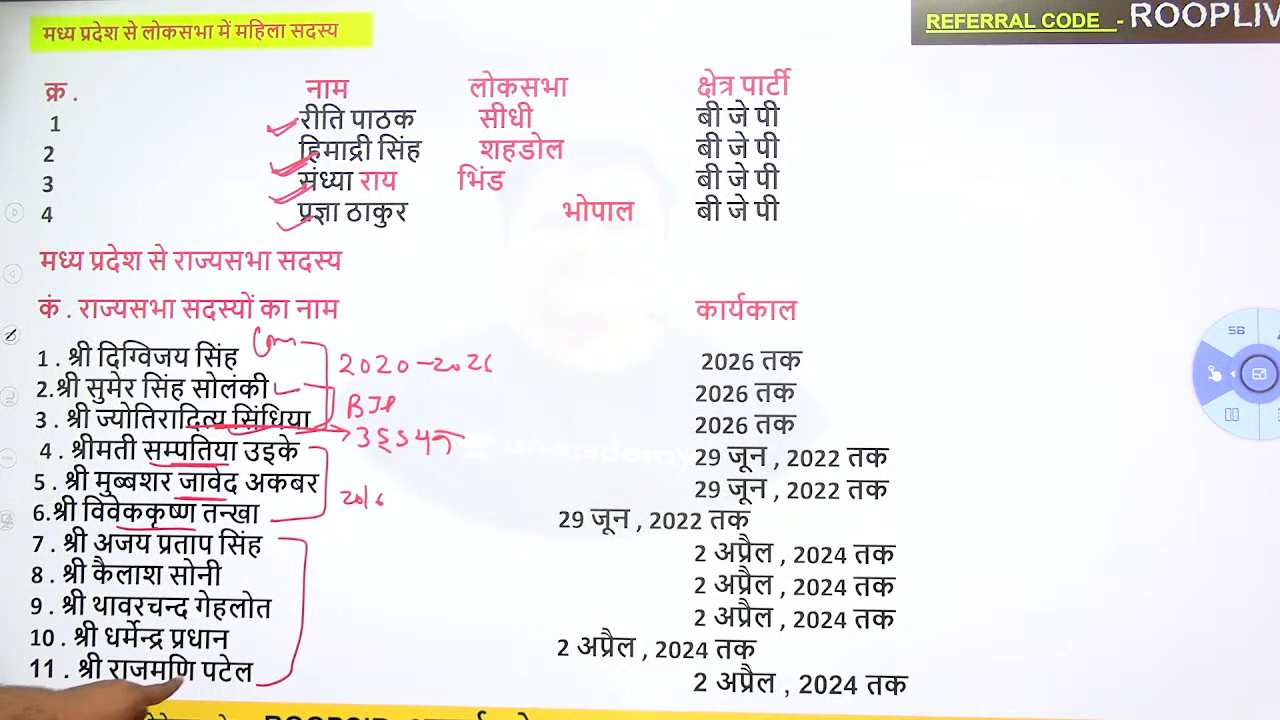 मध्य प्रदेश से लोकसभा में महिला सदस्य
REFERRAL CODE - ROOPLIV
क्र . नाम लोकसभा क्षेत्र पार्टी
1 रीति पाठक सीधी बी जे पी
2 हिमाद्री सिंह शहडोल बी जे पी
3 संध्या राय भिंड बी जे पी
4 प्रज्ञा ठाकुर भोपाल बी जे पी
मध्य प्रदेश से राज्यसभा सदस्य
कं . राज्यसभा सदस्यों का नाम कार्यकाल
1 . श्री दिग्विजय सिंह Com 2020-2026 2026 तक
2.श्री सुमेर सिंह सोलंकी BJP 2026 तक
3 . श्री ज्योतिरादित्य सिंधिया 2026 तक
4 . श्रीमती सम्पतिया उइके 29 जून , 2022 तक
unacademy
5 . श्री मुब्बशर जावेद अकबर 2016 29 जून , 2022 तक
6.श्री विवेककृष्ण तन्खा 29 जून , 2022 तक
7 . श्री अजय प्रताप सिंह 2 अप्रैल , 2024 तक
8 . श्री कैलाश सोनी 2 अप्रैल , 2024 तक
9 . श्री थावरचन्द गेहलोत 2 अप्रैल , 2024 तक
10 . श्री धर्मेन्द्र प्रधान 2 अप्रैल , 2024 तक
11 . श्री राजमणि पटेल 2 अप्रैल , 2024 तक